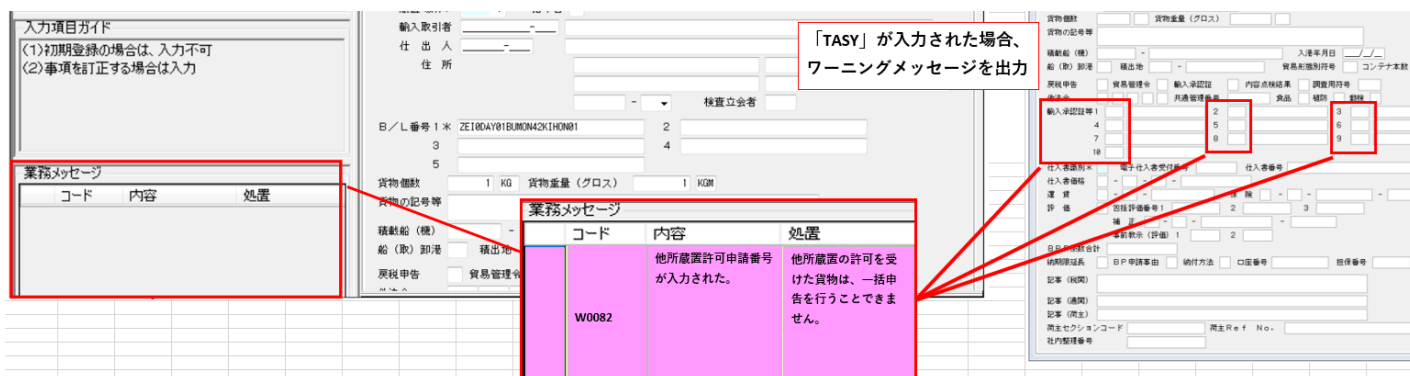 入力項目ガイド
(1)初期登録の場合は、入力不可
(2)事項を訂正する場合は入力
業務メッセージ
コード 内容 処置
輸入取引者 -
仕 出 人 -
住 所
-
検査立会者
B/L番号1* ZEI0DAY01BUMON42KIHON01 2
3 4
5
貨物個数 1 KG 貨物重量(グロス) 1 KGM
貨物の記号等
積載船(機) -
船(取)卸港 積出地
戻税申告 貿易管理令
「TASY」が入力された場合、
ワーニングメッセージを出力
業務メッセージ
コード 内容 処置
W0082
他所蔵置許可申請番号
が入力された。
他所蔵置の許可を受
けた貨物は、一括申
告を行うことできま
せん。
貨物個数 貨物重量(グロス)
貨物の記号等
積載船(機) - 入港年月日 __/__/__
船(取)卸港 積出地 - 貿易形態別符号 コンテナ本数
戻税申告 貿易管理令 輸入承認証 内容点検結果 調査用符号
共通管理番号 食品 植防 動検
輸入承認証等1 2 3
4 5 6
7 8 9
10
仕入書識別* 電子仕入書受付番号 仕入書番号
仕入書価格 - - -
運 賃 - - 保 険 - - -
評 価 包括評価番号1 2 3
補 正 - - -
事前教示(評価) 1 2
納期限延長 BP申請事由 納付方法 口座番号 担保番号
記事(税関)
記事(通関)
記事(荷主)
荷主セクションコード 荷主Ref No.
社内整理番号